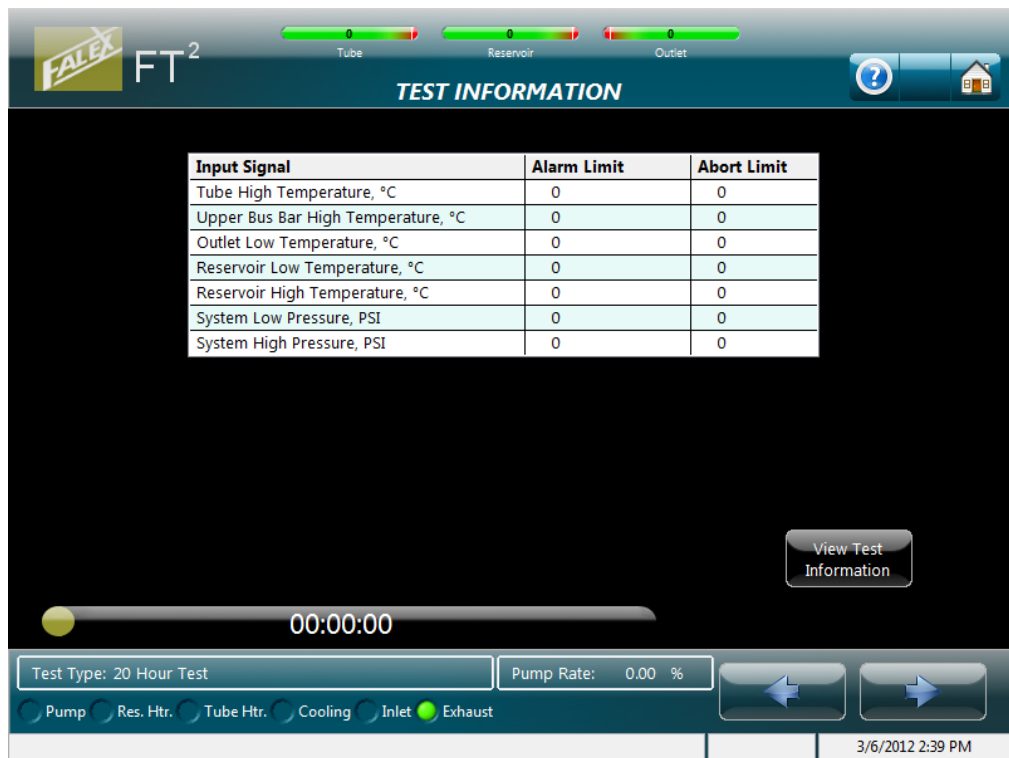 0 0 0
Tube Reservoir Outlet
FALEX FT²
TEST INFORMATION
?
Input Signal Alarm Limit Abort Limit
Tube High Temperature, °C 0 0
Upper Bus Bar High Temperature, °C 0 0
Outlet Low Temperature, °C 0 0
Reservoir Low Temperature, °C 0 0
Reservoir High Temperature, °C 0 0
System Low Pressure, PSI 0 0
System High Pressure, PSI 0 0
View Test
Information
00:00:00
Test Type: 20 Hour Test Pump Rate: 0.00 %
Pump Res. Htr. Tube Htr. Cooling Inlet Exhaust
3/6/2012 2:39 PM